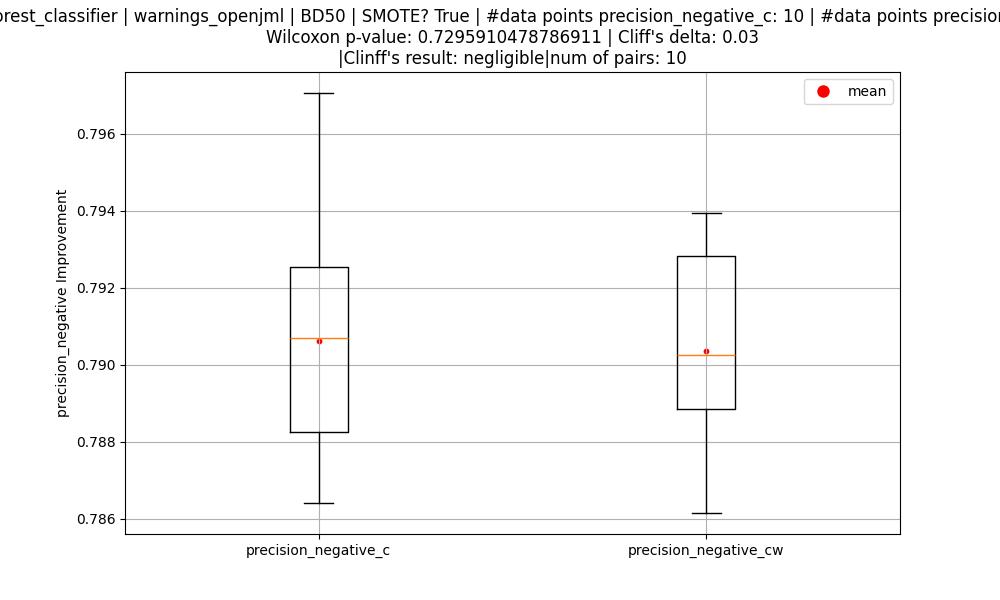 orest_classifier | warnings_openjml | BD50 | SMOTE? True | #data points precision_negative_c: 10 | #data points precision
Wilcoxon p-value: 0.7295910478786911 | Cliff's delta: 0.03
|Clinff's result: negligible|num of pairs: 10
mean
0.796
0.794
0.792
0.790
0.788
0.786
precision_negative Improvement
precision_negative_c
precision_negative_cw